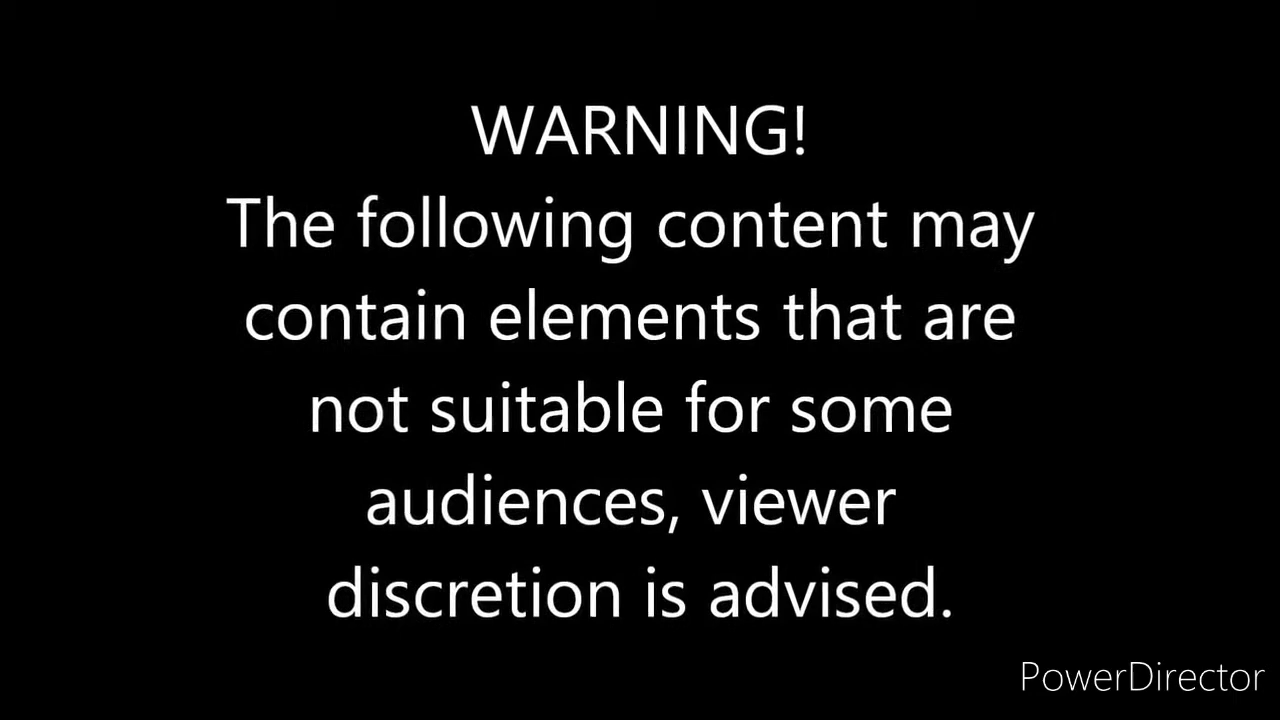 WARNING!
The following content may
contain elements that are
not suitable for some
audiences, viewer
discretion is advised.
PowerDirector